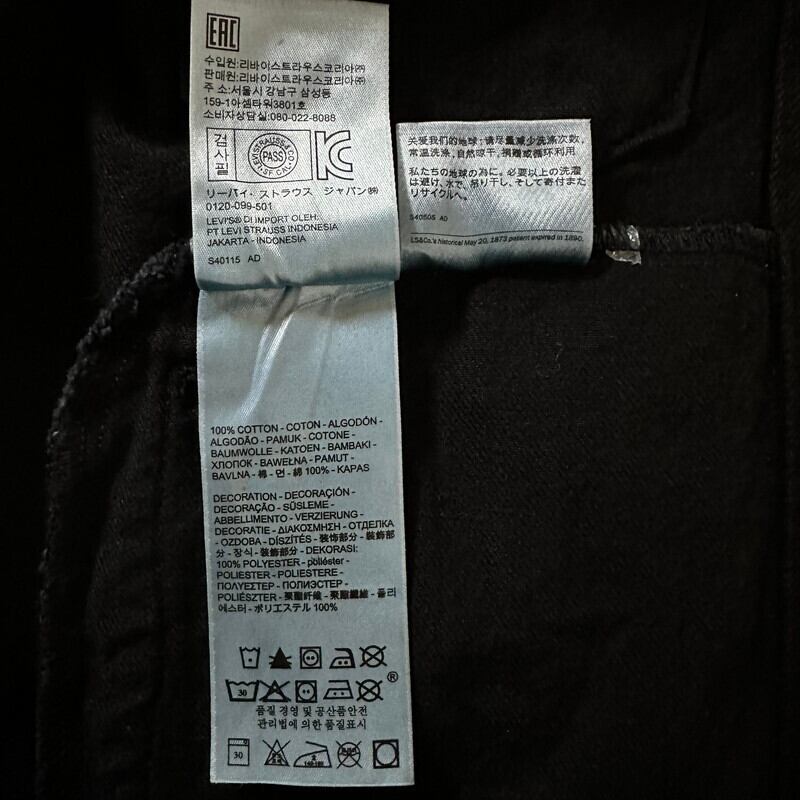 EAC
수입원:리바이스트라우스코리아㈜
판매원:리바이스트라우스코리아㈜
주 소:서울시 강남구 삼성동
159-1아셈타워3801호
소비자상담실:080-022-8088
검사필
LEVI STRAUSS & CO
PASS
S.F. CAL.
リーバイ・ストラウス ジャパン㈱
0120-099-501
LEVI'S® DI IMPORT OLEH:
PT LEVI STRAUSS INDONESIA
JAKARTA - INDONESIA
S40115 AD
关爱我们的地球:请尽量减少洗涤次数,
常温洗涤,自然晾干,捐赠或循环利用
私たちの地球の為に。必要以上の洗濯
は避け、水で、吊り干し、そして寄付また
リサイクルへ。
S40505 AD
LS&Co.'s historical May 20, 1873 patent expired in 1890.
100% COTTON - COTON - ALGODÓN -
ALGODÃO - PAMUK - COTONE -
BAUMWOLLE - KATOEN - BAMBAKI -
ХЛОПОК - BAWEŁNA - PAMUT -
BAVLNA - 棉 - 면 - 綿 100% - KAPAS
DECORATION - DECORACIÓN -
DECORAÇÃO - SÜSLEME -
ABBELLIMENTO - VERZIERUNG -
DECORATIE - ΔΙΑΚΟΣΜΗΣΗ - ОТДЕЛКА
- OZDOBA - DÍSZÍTÉS - 装饰部分 - 裝飾部
分 - 장식 - 装飾部分 - DEKORASI:
100% POLYESTER - poliéster -
POLIESTER - POLIESTERE -
ΠΟΛΥΕΣΤΕΡ - ПОЛИЭСТЕР -
POLIÉSZTER - 聚酯纤维 - 聚酯纖維 - 폴리
에스터 - ポリエステル 100%
30
®
품질 경영 및 공산품안전
관리법에 의한 품질표시
30